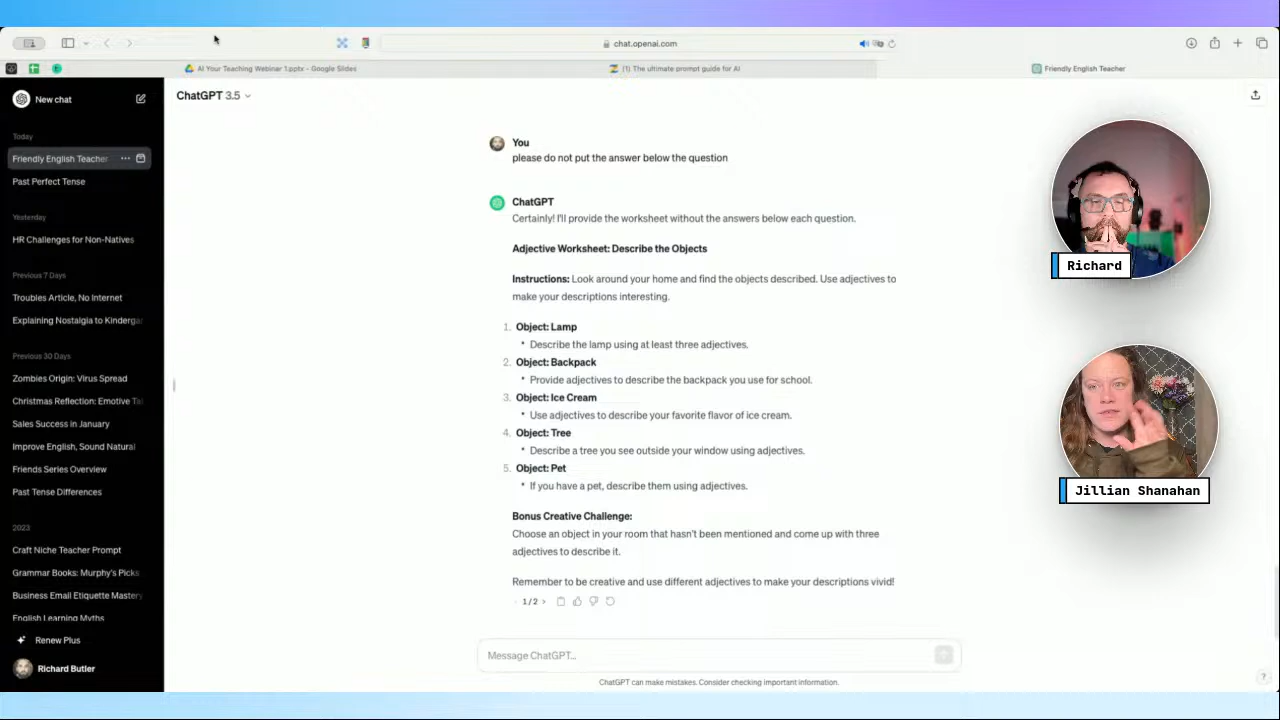 chat.openai.com
AI Your Teaching Webinar 1.pptx - Google Slides
(1) The ultimate prompt guide for AI
Friendly English Teacher
New chat
ChatGPT 3.5
Today
Friendly English Teacher
Past Perfect Tense
Yesterday
HR Challenges for Non-Natives
Previous 7 Days
Troubles Article, No Internet
Explaining Nostalgia to Kinderga
Previous 30 Days
Zombies Origin: Virus Spread
Christmas Reflection: Emotive Ta
Sales Success in January
Improve English, Sound Natural
Friends Series Overview
Past Tense Differences
2023
Craft Niche Teacher Prompt
Grammar Books: Murphy's Picks
Business Email Etiquette Mastery
English Learning Myths
Renew Plus
Richard Butler
You
please do not put the answer below the question
ChatGPT
Certainly! I'll provide the worksheet without the answers below each question.
Adjective Worksheet: Describe the Objects
Instructions: Look around your home and find the objects described. Use adjectives to
make your descriptions interesting.
1. Object: Lamp
• Describe the lamp using at least three adjectives.
2. Object: Backpack
• Provide adjectives to describe the backpack you use for school.
3. Object: Ice Cream
• Use adjectives to describe your favorite flavor of ice cream.
4. Object: Tree
• Describe a tree you see outside your window using adjectives.
5. Object: Pet
• If you have a pet, describe them using adjectives.
Bonus Creative Challenge:
Choose an object in your room that hasn't been mentioned and come up with three
adjectives to describe it.
Remember to be creative and use different adjectives to make your descriptions vivid!
1/2
Message ChatGPT...
ChatGPT can make mistakes. Consider checking important information.
Richard
Jillian Shanahan